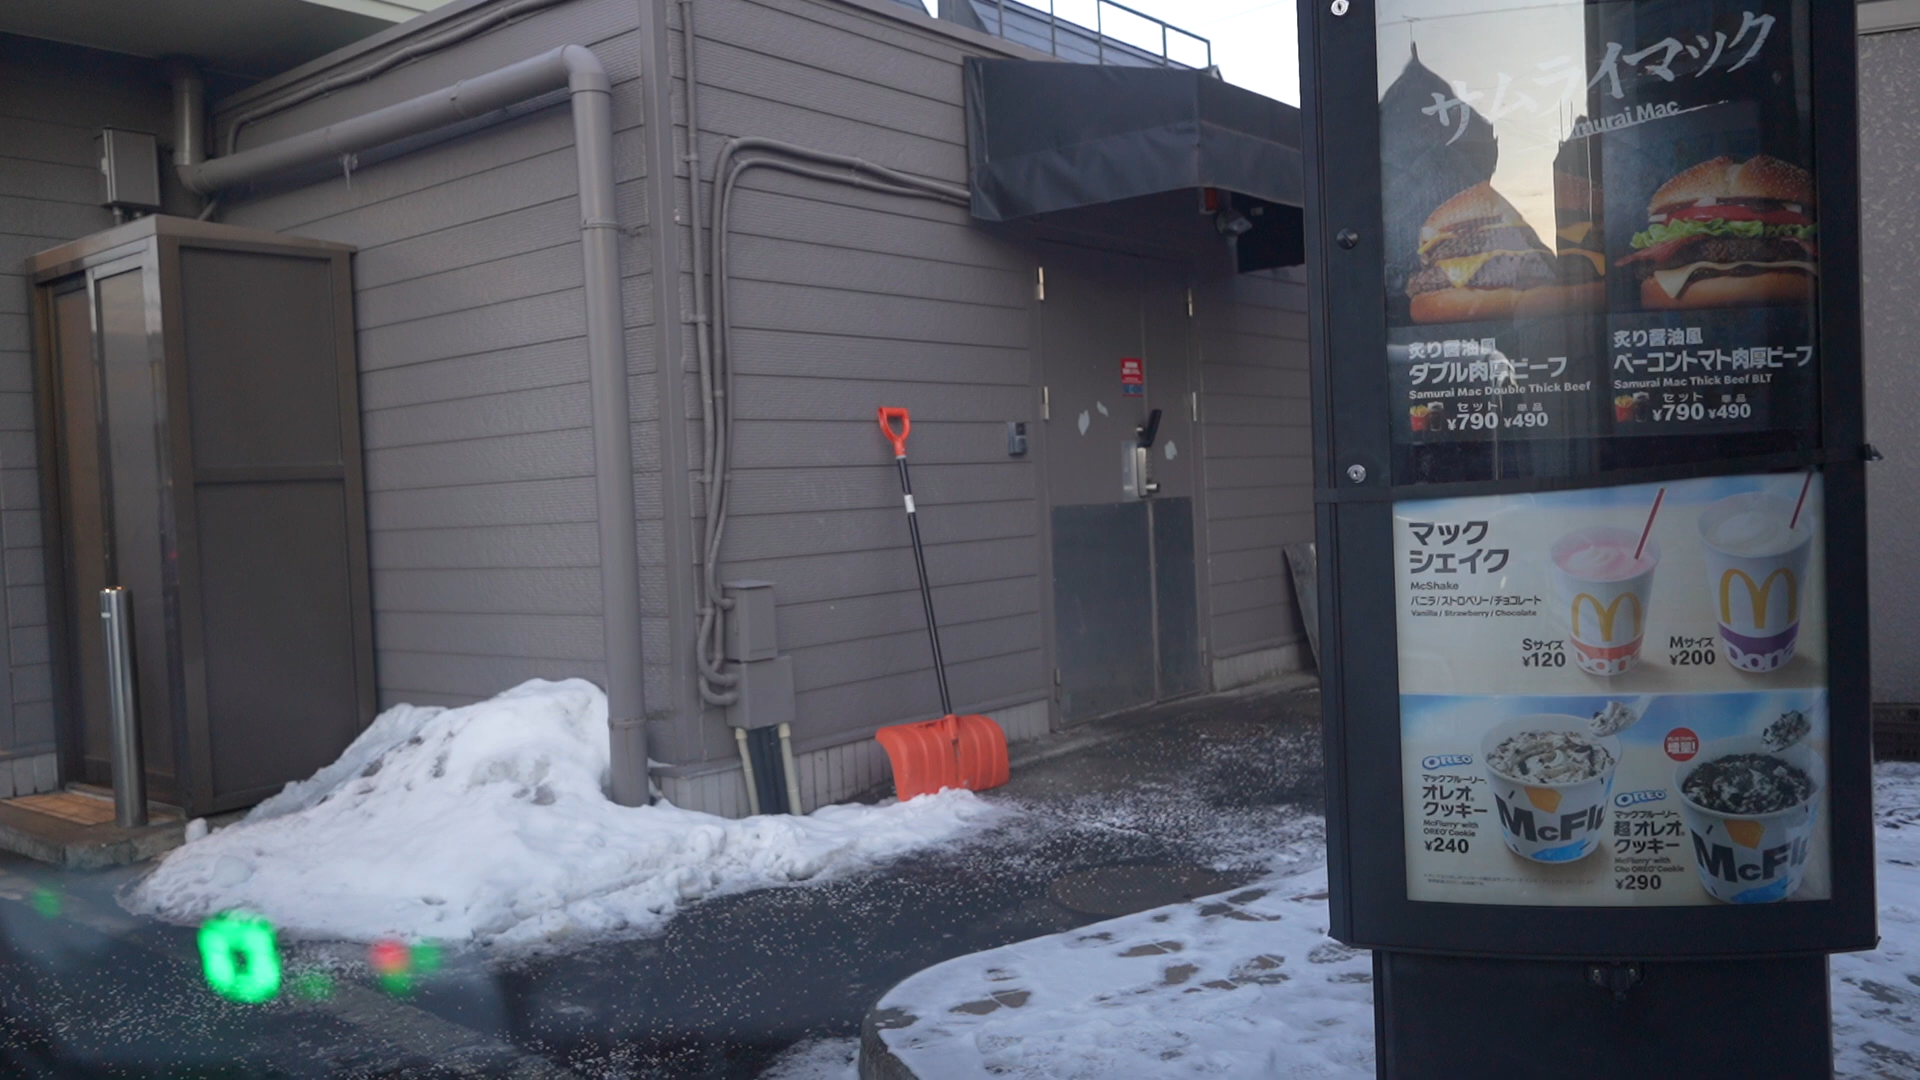 サムライマック
Samurai Mac
炙り醤油風
ダブル肉厚ビーフ
Samurai Mac Double Thick Beef
セット 単品
¥790 ¥490
炙り醤油風
ベーコントマト肉厚ビーフ
Samurai Mac Thick Beef BLT
セット 単品
¥790 ¥490
マック
シェイク
McShake
バニラ/ストロベリー/チョコレート
Vanilla / Strawberry / Chocolate
Sサイズ
¥120
Mサイズ
¥200
OREO
マックフルーリー
オレオ
クッキー
McFlurry with
OREO Cookie
¥240
McFl
増量!
OREO
マックフルーリー
超オレオ
クッキー
McFlurry with
Cho OREO Cookie
¥290
McFl